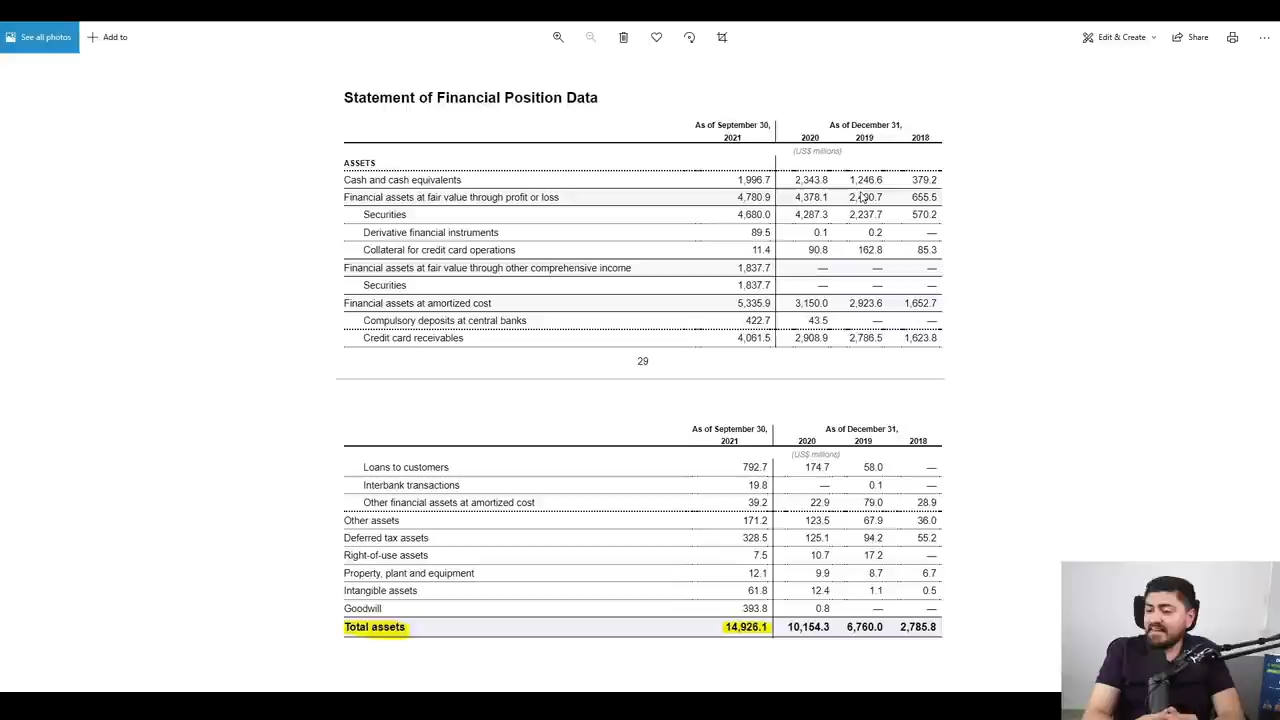 See all photos
Add to
Edit & Create
Share
Statement of Financial Position Data
As of September 30, As of December 31,
2021 2020 2019 2018
(US$ millions)
ASSETS
Cash and cash equivalents 1,996.7 2,343.8 1,246.6 379.2
Financial assets at fair value through profit or loss 4,780.9 4,378.1 655.5
Securities 4,680.0 4,287.3 2,237.7 570.2
Derivative financial instruments 89.5 0.1 0.2 —
Collateral for credit card operations 11.4 90.8 162.8 85.3
Financial assets at fair value through other comprehensive income 1,837.7 — — —
Securities 1,837.7 — — —
Financial assets at amortized cost 5,335.9 3,150.0 2,923.6 1,652.7
Compulsory deposits at central banks 422.7 43.5 — —
Credit card receivables 4,061.5 2,908.9 2,786.5 1,623.8
29
As of September 30, As of December 31,
2021 2020 2019 2018
(US$ millions)
Loans to customers 792.7 174.7 58.0 —
Interbank transactions 19.8 — 0.1 —
Other financial assets at amortized cost 39.2 22.9 79.0 28.9
Other assets 171.2 123.5 67.9 36.0
Deferred tax assets 328.5 125.1 94.2 55.2
Right-of-use assets 7.5 10.7 17.2 —
Property, plant and equipment 12.1 9.9 8.7 6.7
Intangible assets 61.8 12.4 1.1 0.5
Goodwill 393.8 0.8 — —
Total assets 14,926.1 10,154.3 6,760.0 2,785.8